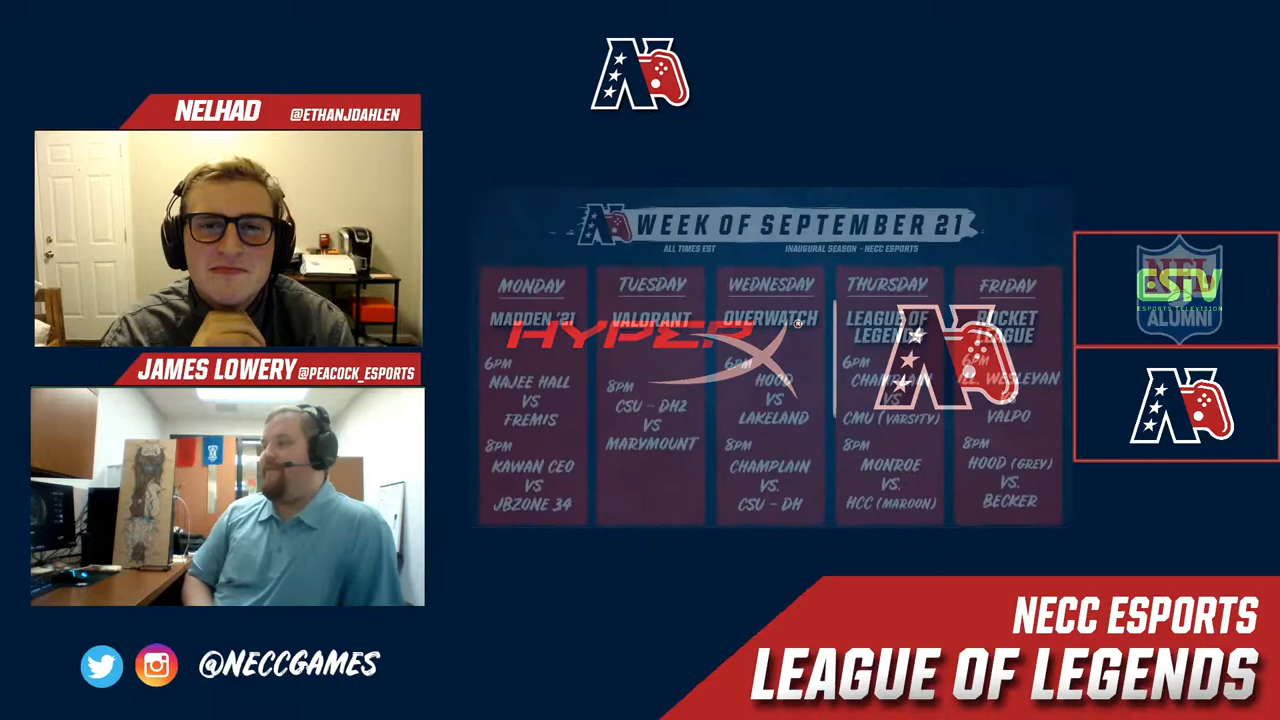 NELHAD @ETHANJDAHLEN
JAMES LOWERY @PEACOCK_ESPORTS
@NECCGAMES
WEEK OF SEPTEMBER 21
ALL TIMES EST INAUGURAL SEASON - NECC ESPORTS
MONDAY
MADDEN '21
6PM
NAJEE HALL
VS
FREMIS
8PM
KAWAN CEO
VS
JBZONE 34
TUESDAY
VALORANT
8PM
CSU - DH2
VS
MARYMOUNT
WEDNESDAY
OVERWATCH
6PM
HOOD
VS
LAKELAND
8PM
CHAMPLAIN
VS.
CSU - DH
THURSDAY
LEAGUE OF
LEGENDS
6PM
CHAMPLAIN
VS
CMU (VARSITY)
8PM
MONROE
VS.
HCC (MAROON)
FRIDAY
ROCKET
LEAGUE
6PM
WESLEYAN
VS
VALPO
8PM
HOOD (GREY)
VS.
BECKER
HYPERX®
NFL
ALUMNI
ESTV
ESPORTS TELEVISION
NECC ESPORTS
LEAGUE OF LEGENDS